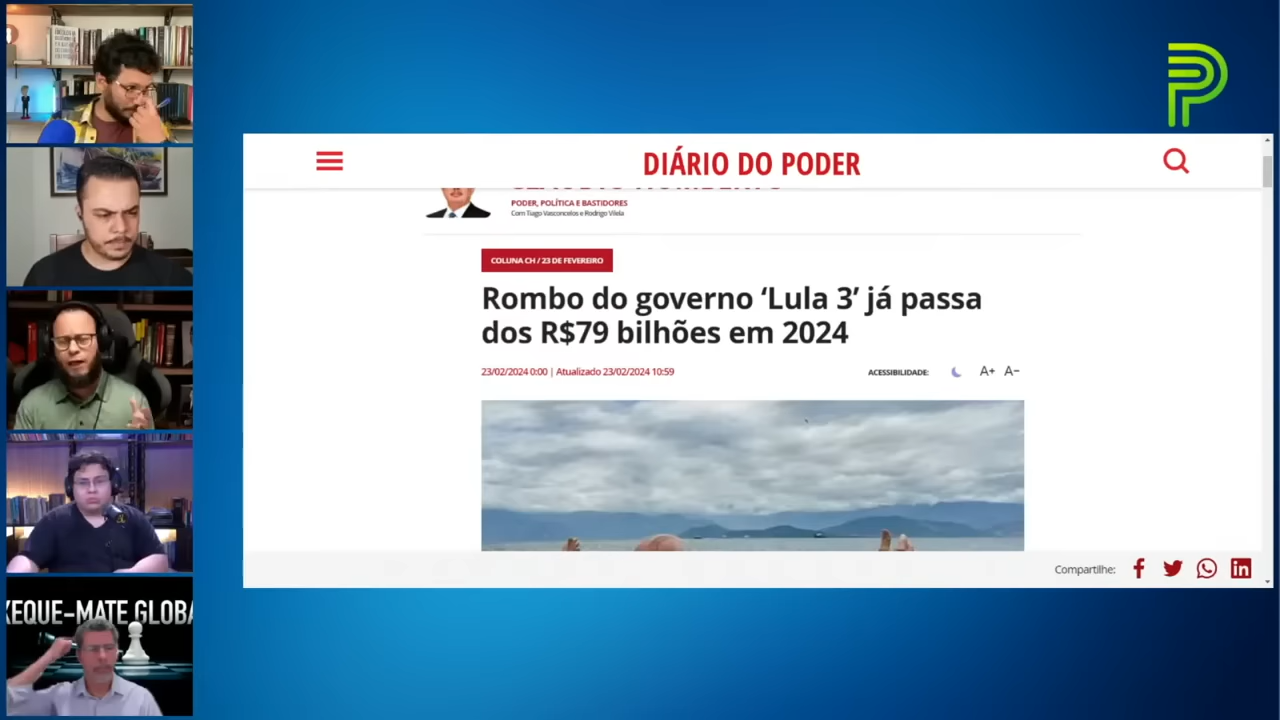 DIÁRIO DO PODER
PODER, POLÍTICA E BASTIDORES
Com Tiago Vasconcelos e Rodrigo Vilela
COLUNA CH / 23 DE FEVEREIRO
Rombo do governo ‘Lula 3’ já passa
dos R$79 bilhões em 2024
23/02/2024 0:00 | Atualizado 23/02/2024 10:59
ACESSIBILIDADE:
A+ A-
Compartilhe:
XEQUE-MATE GLOBA